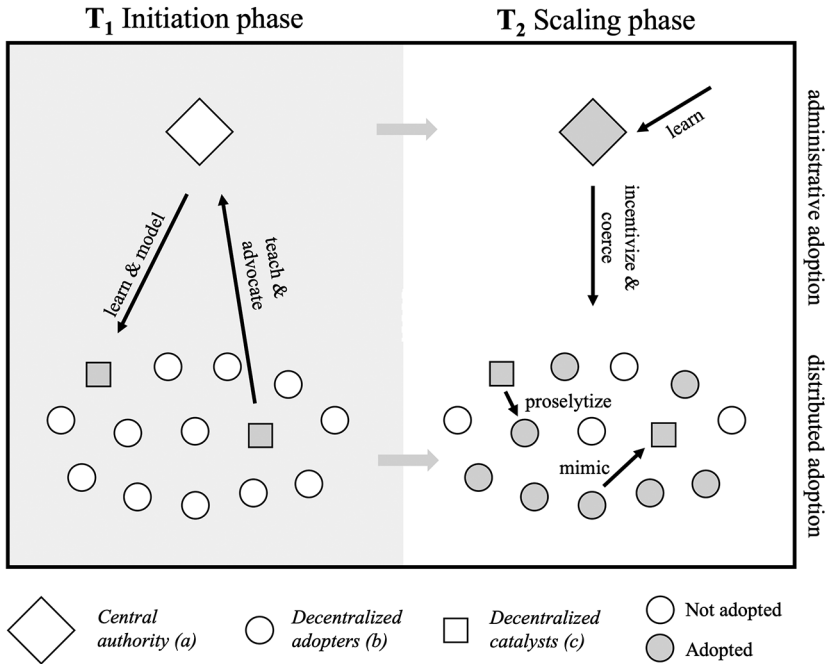 T1 Initiation phase
T2 Scaling phase
learn
administrative adoption
learn & model
teach &
advocate
incentivize &
coerce
proselytize
mimic
distributed adoption
Central
authority (a)
Decentralized
adopters (b)
Decentralized
catalysts (c)
Not adopted
Adopted